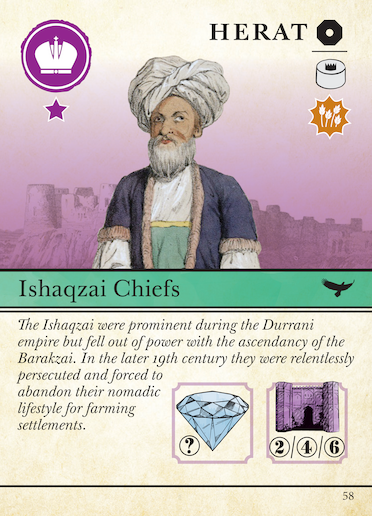 HERAT
Ishaqzai Chiefs
The Ishaqzai were prominent during the Durrani
empire but fell out of power with the ascendancy of the
Barakzai. In the later 19th century they were relentlessly
persecuted and forced to
abandon their nomadic
lifestyle for farming
settlements.
?
2/4/6
58